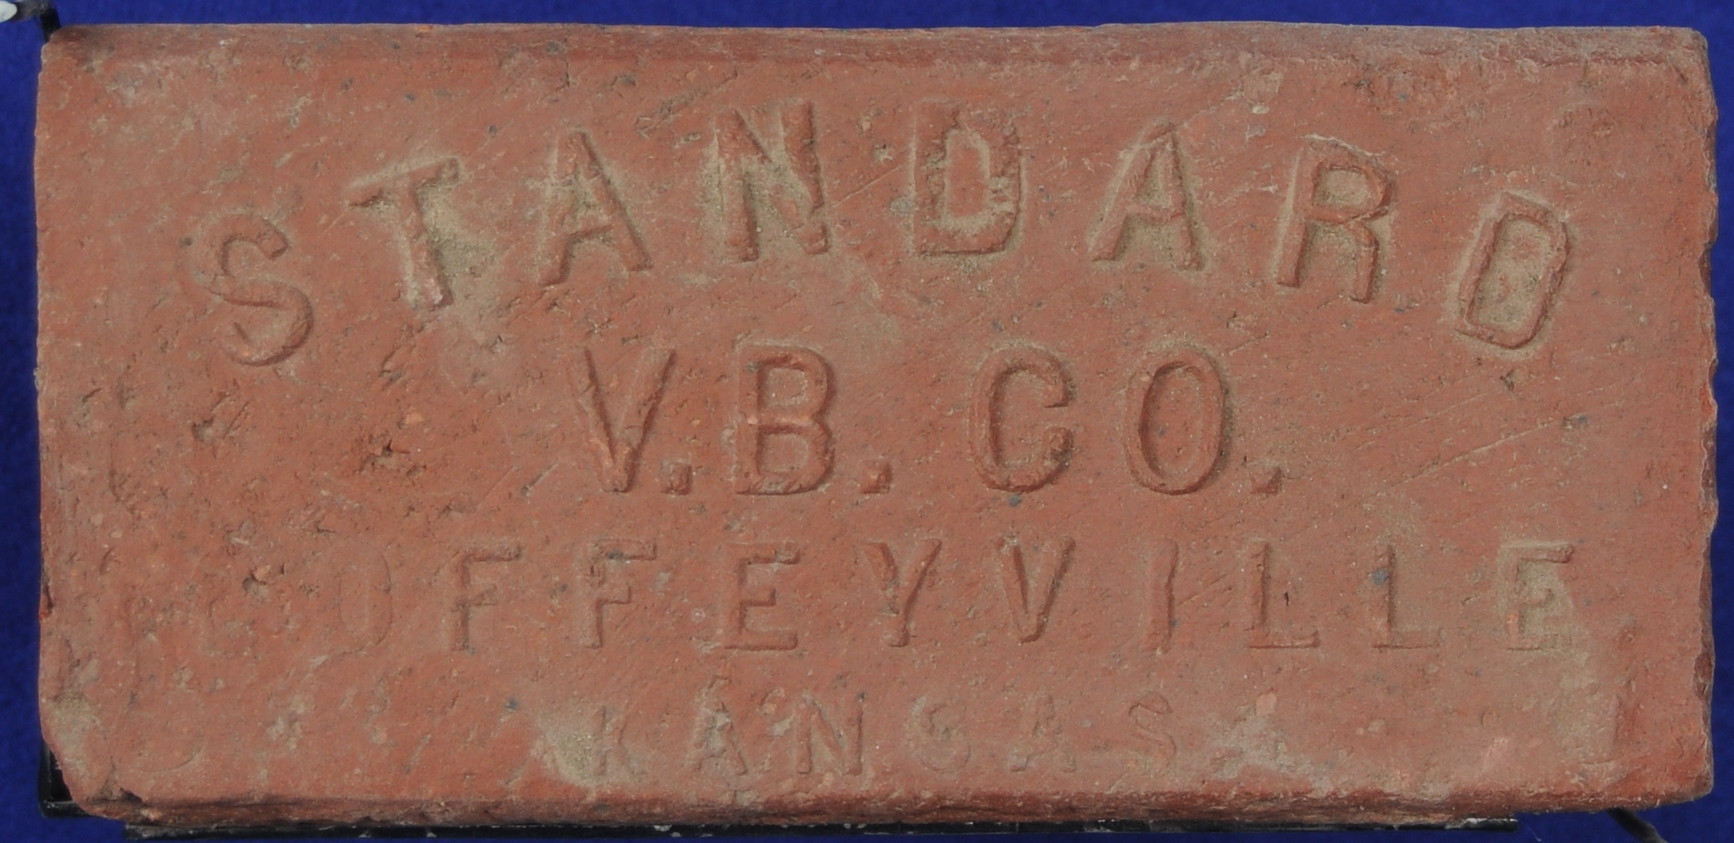 STANDARD
V.B. CO.
COFFEYVILLE
KANSAS